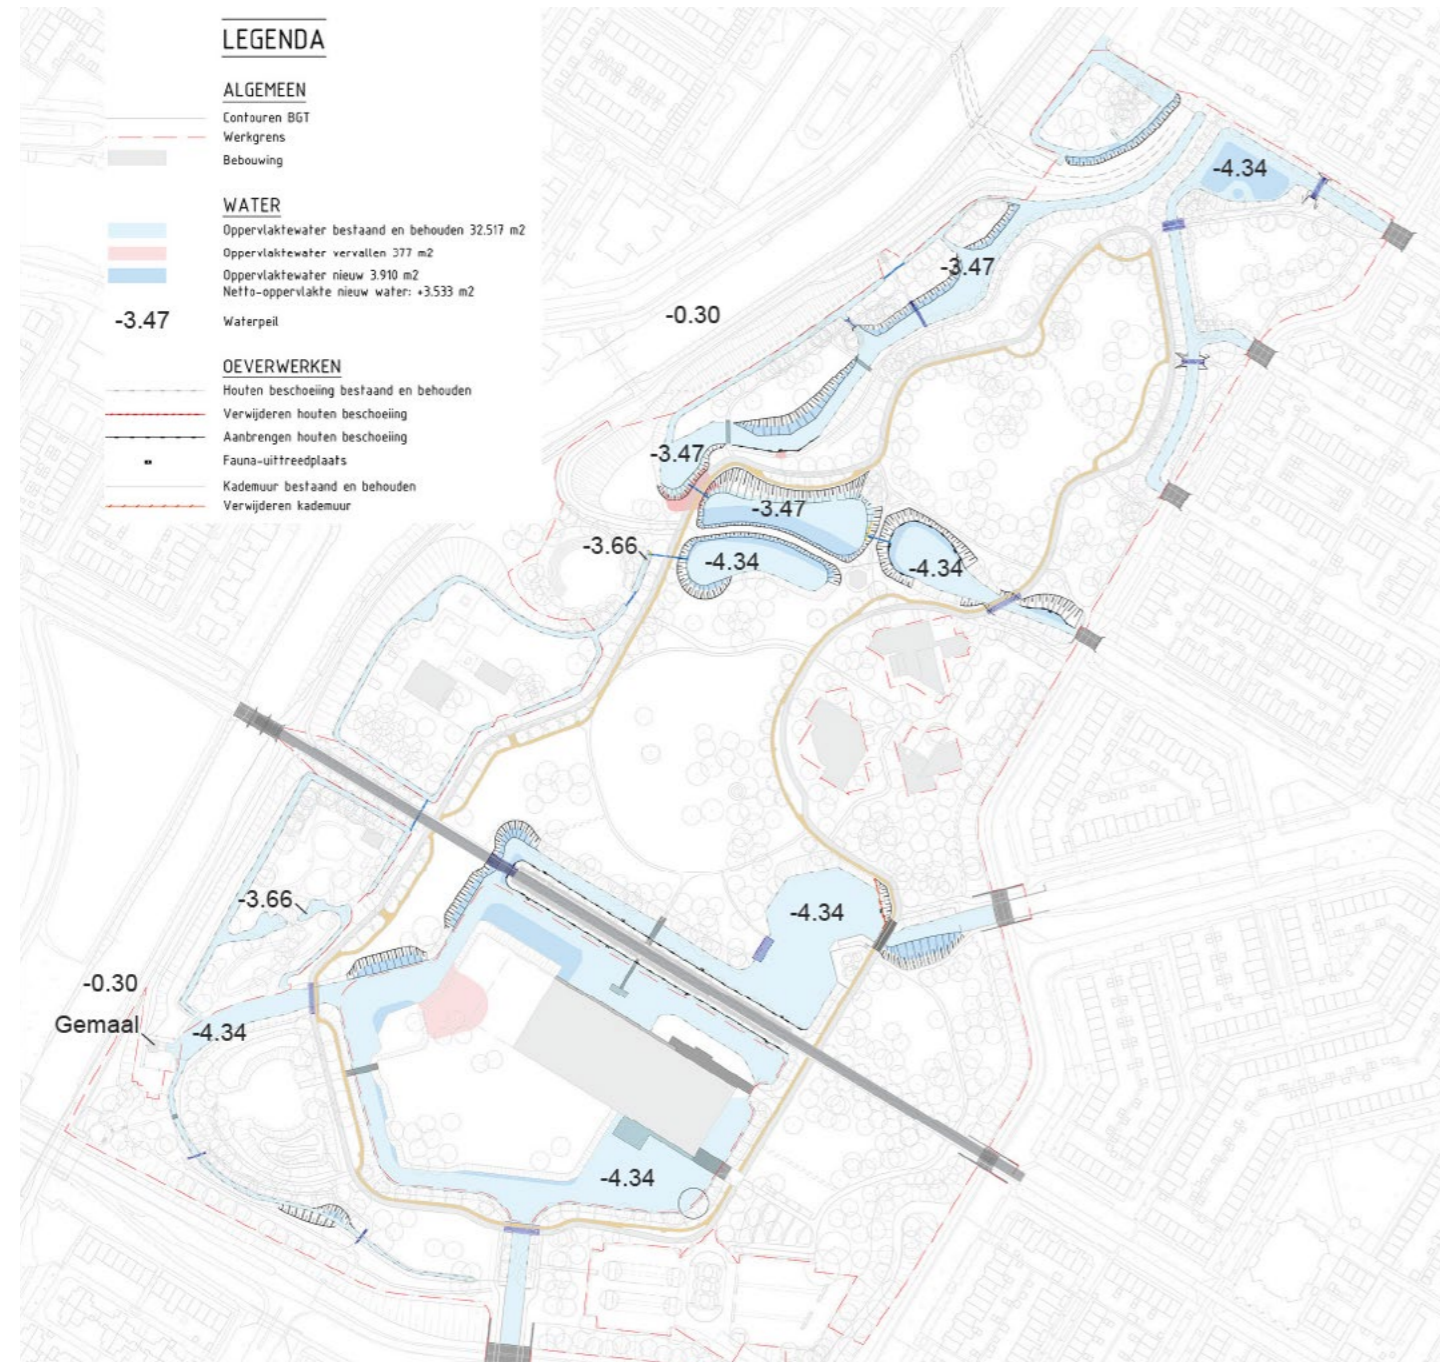 LEGENDA
ALGEMEEN
Contouren BGT
Werkgrens
Bebouwing
WATER
Oppervlaktewater bestaand en behouden 32.517 m2
Oppervlaktewater vervallen 377 m2
Oppervlaktewater nieuw 3.910 m2
Netto-oppervlakte nieuw water: +3.533 m2
-3.47 Waterpeil
OEVERWERKEN
Houten beschoeiing bestaand en behouden
Verwijderen houten beschoeiing
Aanbrengen houten beschoeiing
Fauna-uittreedplaats
Kademuur bestaand en behouden
Verwijderen kademuur
-4.34
-3.47
-0.30
-3.47
-3.47
-3.66
-4.34
-4.34
-3.66
-4.34
-0.30
Gemaal
-4.34
-4.34